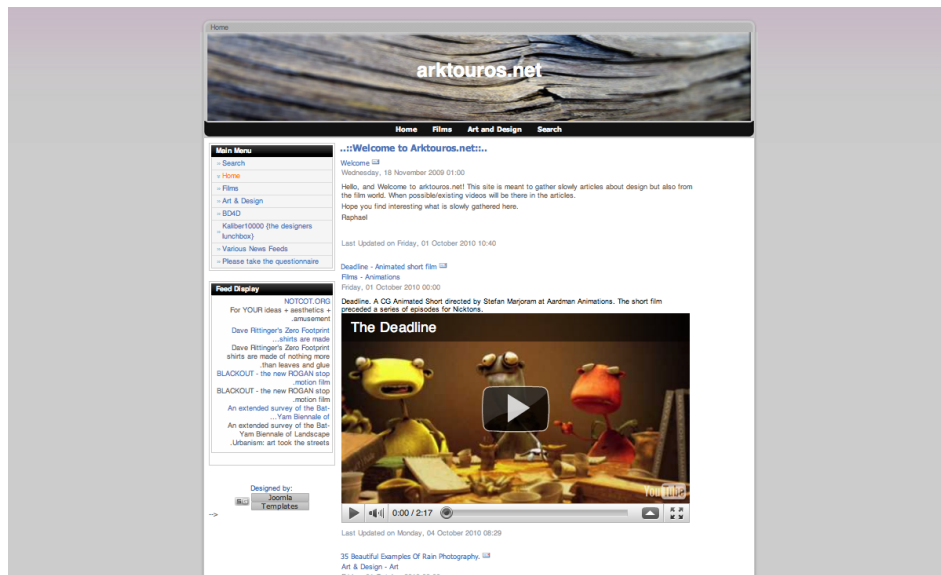 Home
arktouros.net
Home Films Art and Design Search
Main Menu
Search
Home
Films
Art & Design
BD4D
Kaliber10000 {the designers
lunchbox}
Various News Feeds
Please take the questionnaire
Feed Display
NOTCOT.ORG
For YOUR ideas + aesthetics +
.amusement
Dave Rittinger's Zero Footprint
...shirts are made
Dave Rittinger's Zero Footprint
shirts are made of nothing more
.than leaves and glue
BLACKOUT - the new ROGAN stop
.motion film
BLACKOUT - the new ROGAN stop
.motion film
An extended survey of the Bat-
...Yam Biennale of
An extended survey of the Bat-
Yam Biennale of Landscape
.Urbanism: art took the streets
Designed by:
Joomla
Templates
-->
..::Welcome to Arktouros.net::..
Welcome
Wednesday, 18 November 2009 01:00
Hello, and Welcome to arktouros.net! This site is meant to gather slowly articles about design but also from
the film world. When possible/existing videos will be there in the articles.
Hope you find interesting what is slowly gathered here.
Raphael
Last Updated on Friday, 01 October 2010 10:40
Deadline - Animated short film
Films - Animations
Friday, 01 October 2010 00:00
Deadline. A CG Animated Short directed by Stefan Marjoram at Aardman Animations. The short film
preceded a series of episodes for Nicktons.
The Deadline
YouTube
0:00 / 2:17
Last Updated on Monday, 04 October 2010 08:29
35 Beautiful Examples Of Rain Photography.
Art & Design - Art